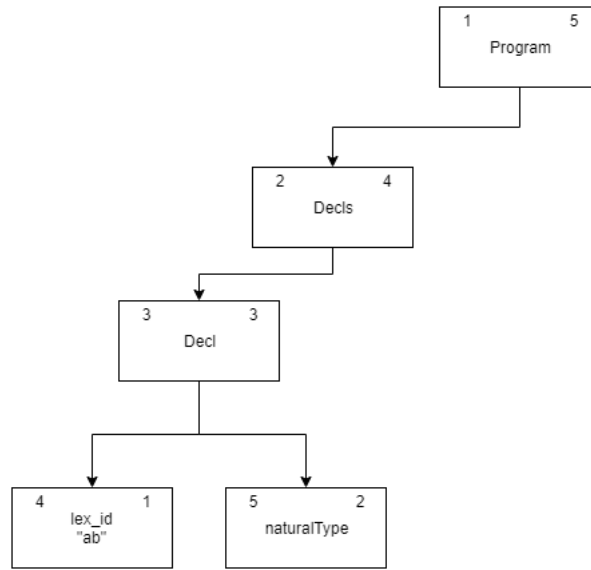 1 5
Program
2 4
Decls
3 3
Decl
4 1
lex_id
"ab"
5 2
naturalType